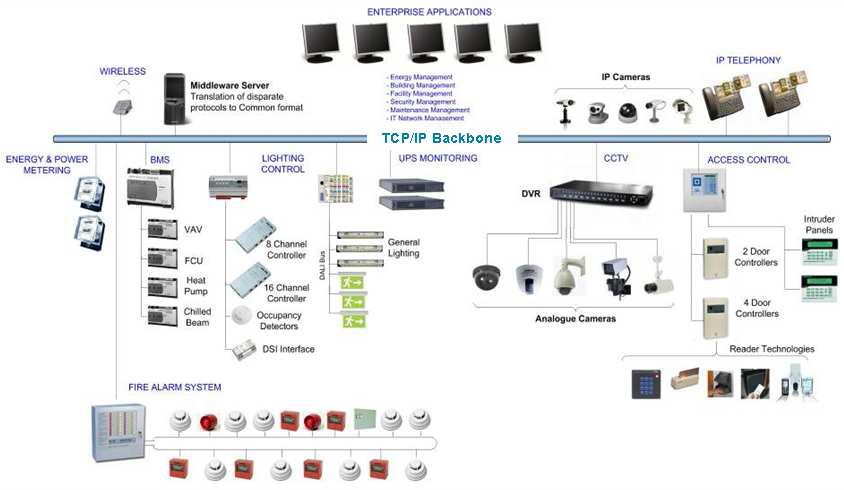 ENTERPRISE APPLICATIONS
WIRELESS
Middleware Server
Translation of disparate
protocols to Common format
- Energy Management
- Building Management
- Facility Management
- Security Management
- Maintenance Management
- IT Network Management
IP Cameras
IP TELEPHONY
TCP/IP Backbone
ENERGY & POWER
METERING
BMS
LIGHTING
CONTROL
UPS MONITORING
CCTV
ACCESS CONTROL
DVR
VAV
FCU
Heat
Pump
Chilled
Beam
8 Channel
Controller
16 Channel
Controller
Occupancy
Detectors
DSI Interface
DALI Bus
General
Lighting
Analogue Cameras
2 Door
Controllers
4 Door
Controllers
Intruder
Panels
Reader Technologies
FIRE ALARM SYSTEM